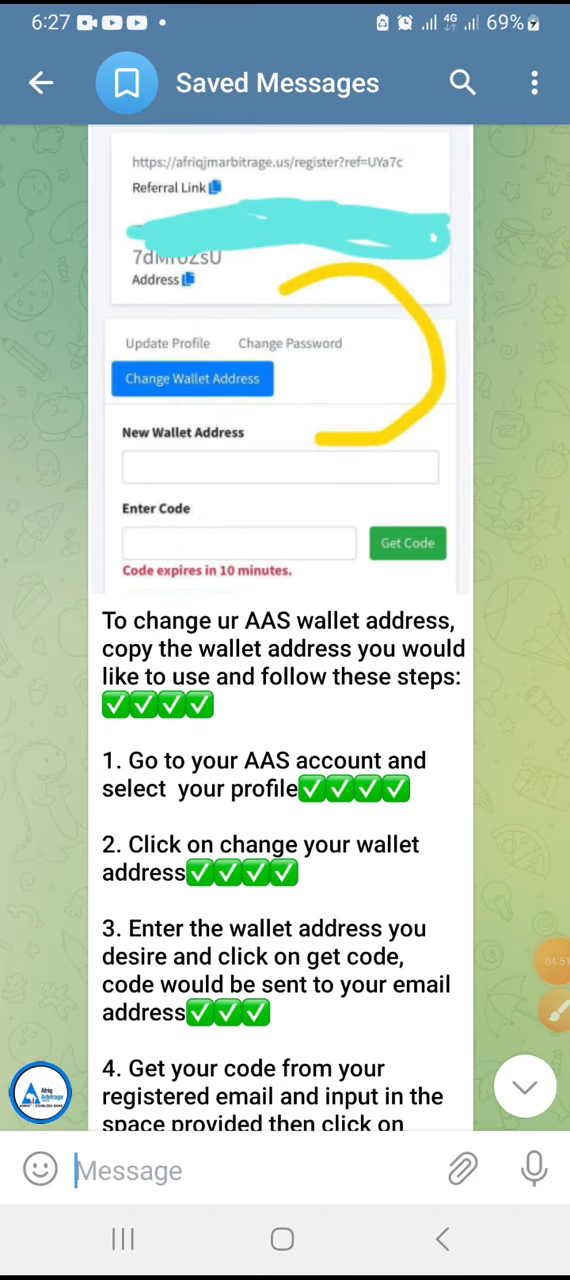 6:27
4G
69%
Saved Messages
https://afriqjmarbitrage.us/register?ref=UYa7c
Referral Link
Address
Update Profile Change Password
Change Wallet Address
New Wallet Address
Enter Code
Get Code
Code expires in 10 minutes.
To change ur AAS wallet address,
copy the wallet address you would
like to use and follow these steps:
✅✅✅✅
1. Go to your AAS account and
select your profile✅✅✅✅
2. Click on change your wallet
address✅✅✅✅
3. Enter the wallet address you
desire and click on get code,
code would be sent to your email
address✅✅✅
04:51
4. Get your code from your
registered email and input in the
space provided then click on
Afriq
Arbitrage
Message